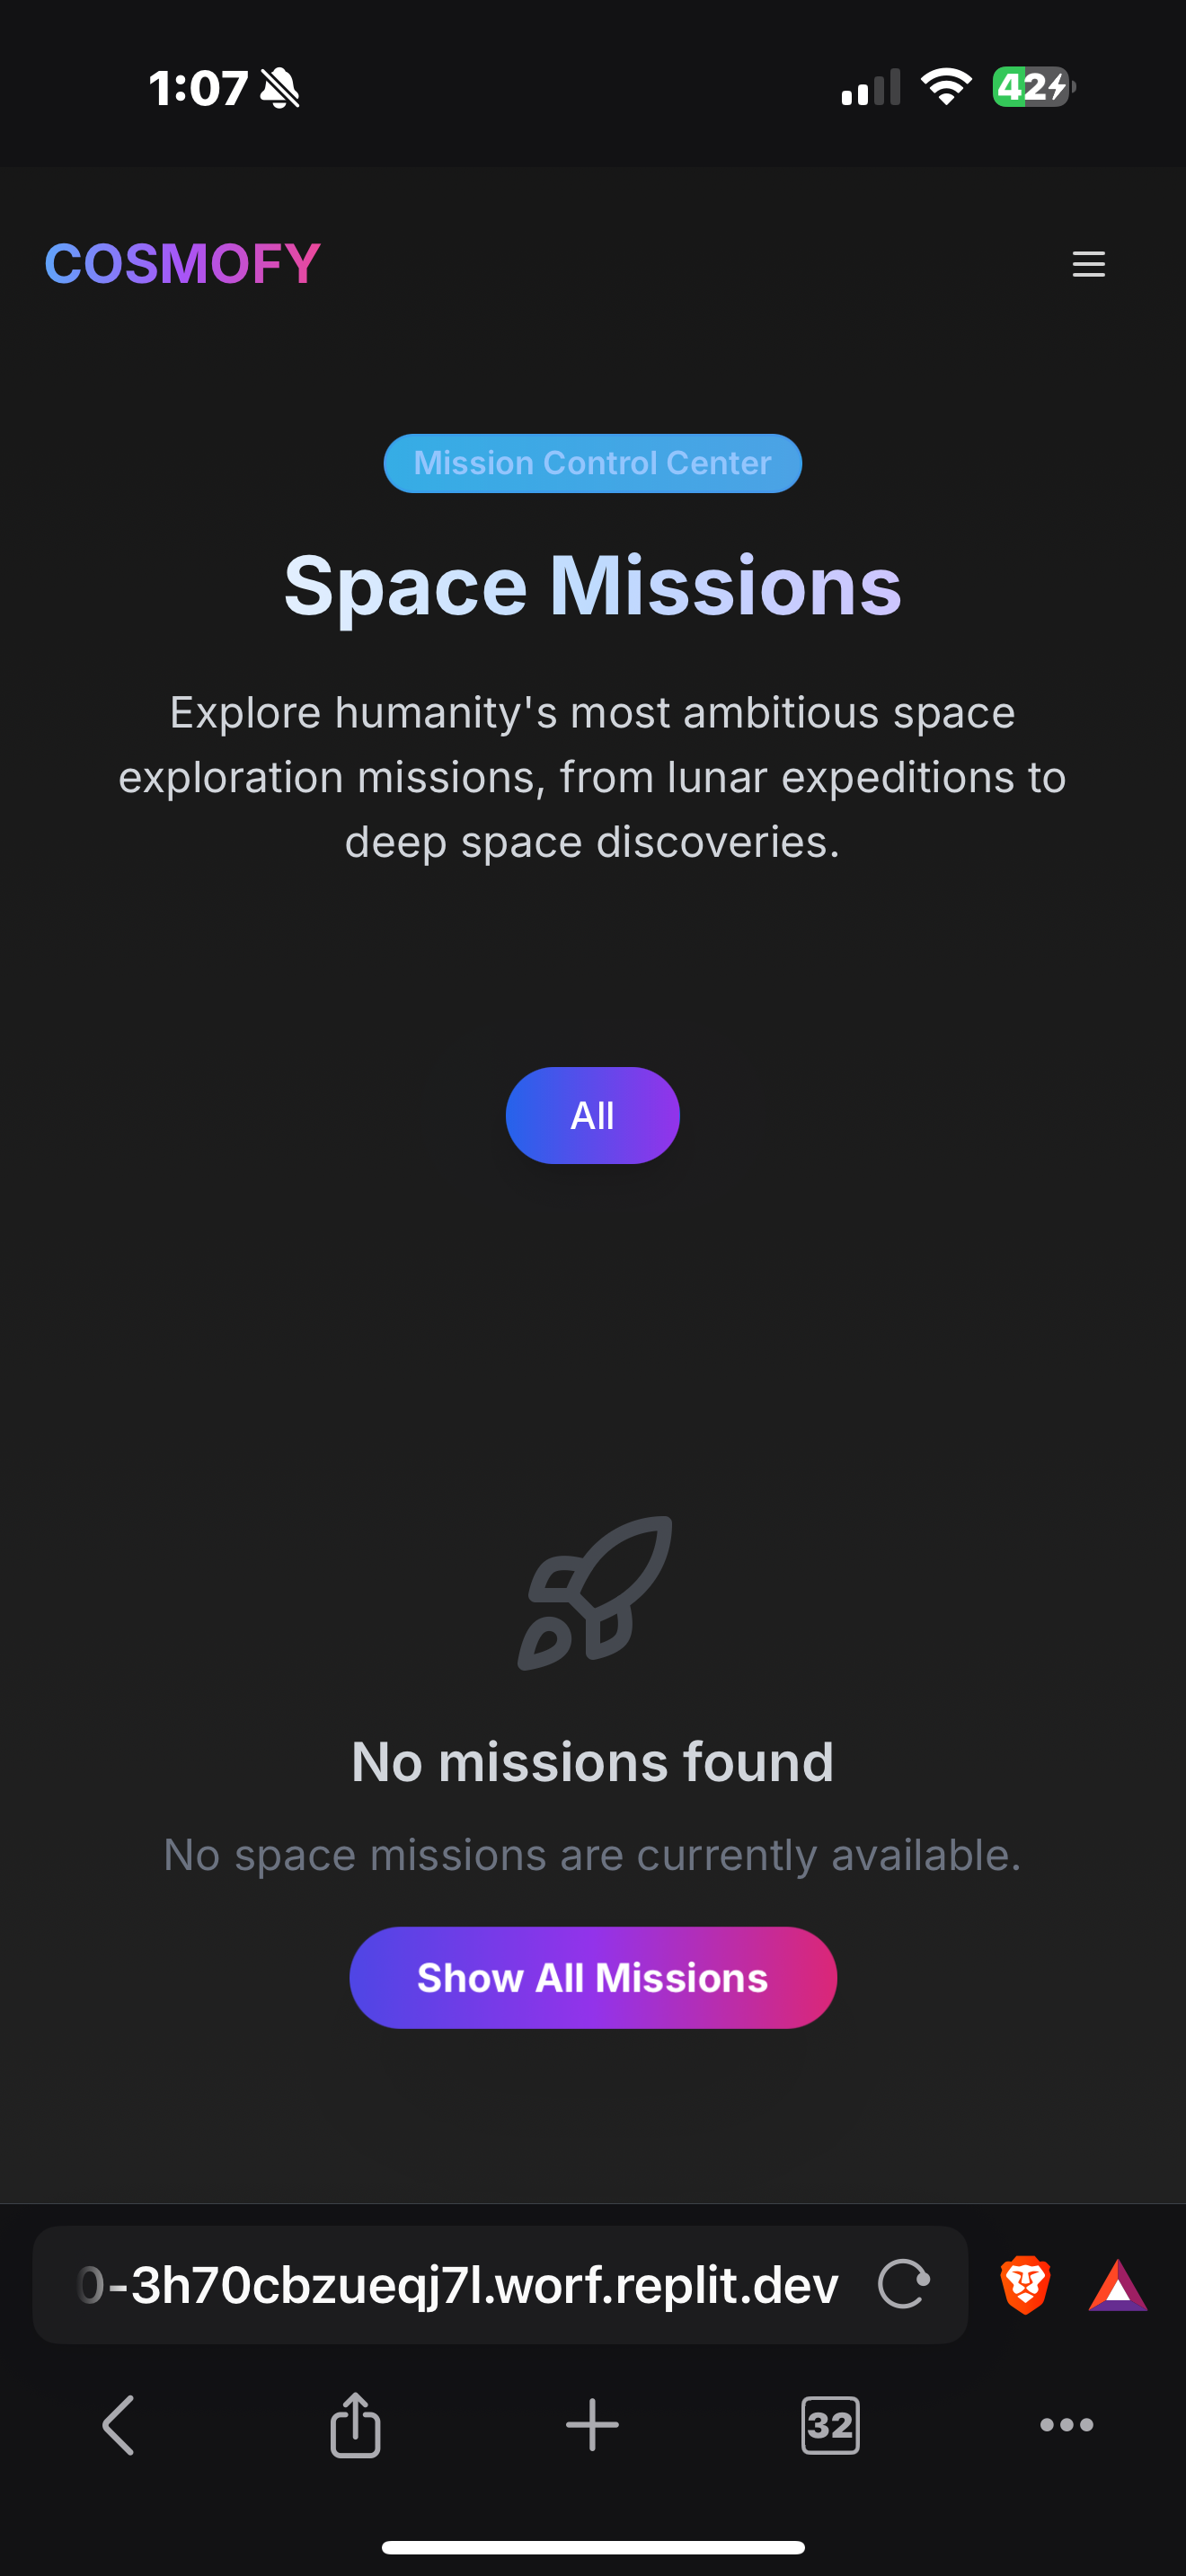 1:07
42
COSMOFY
Mission Control Center
Space Missions
Explore humanity's most ambitious space
exploration missions, from lunar expeditions to
deep space discoveries.
All
No missions found
No space missions are currently available.
Show All Missions
0-3h70cbzueqj7l.worf.replit.dev
32